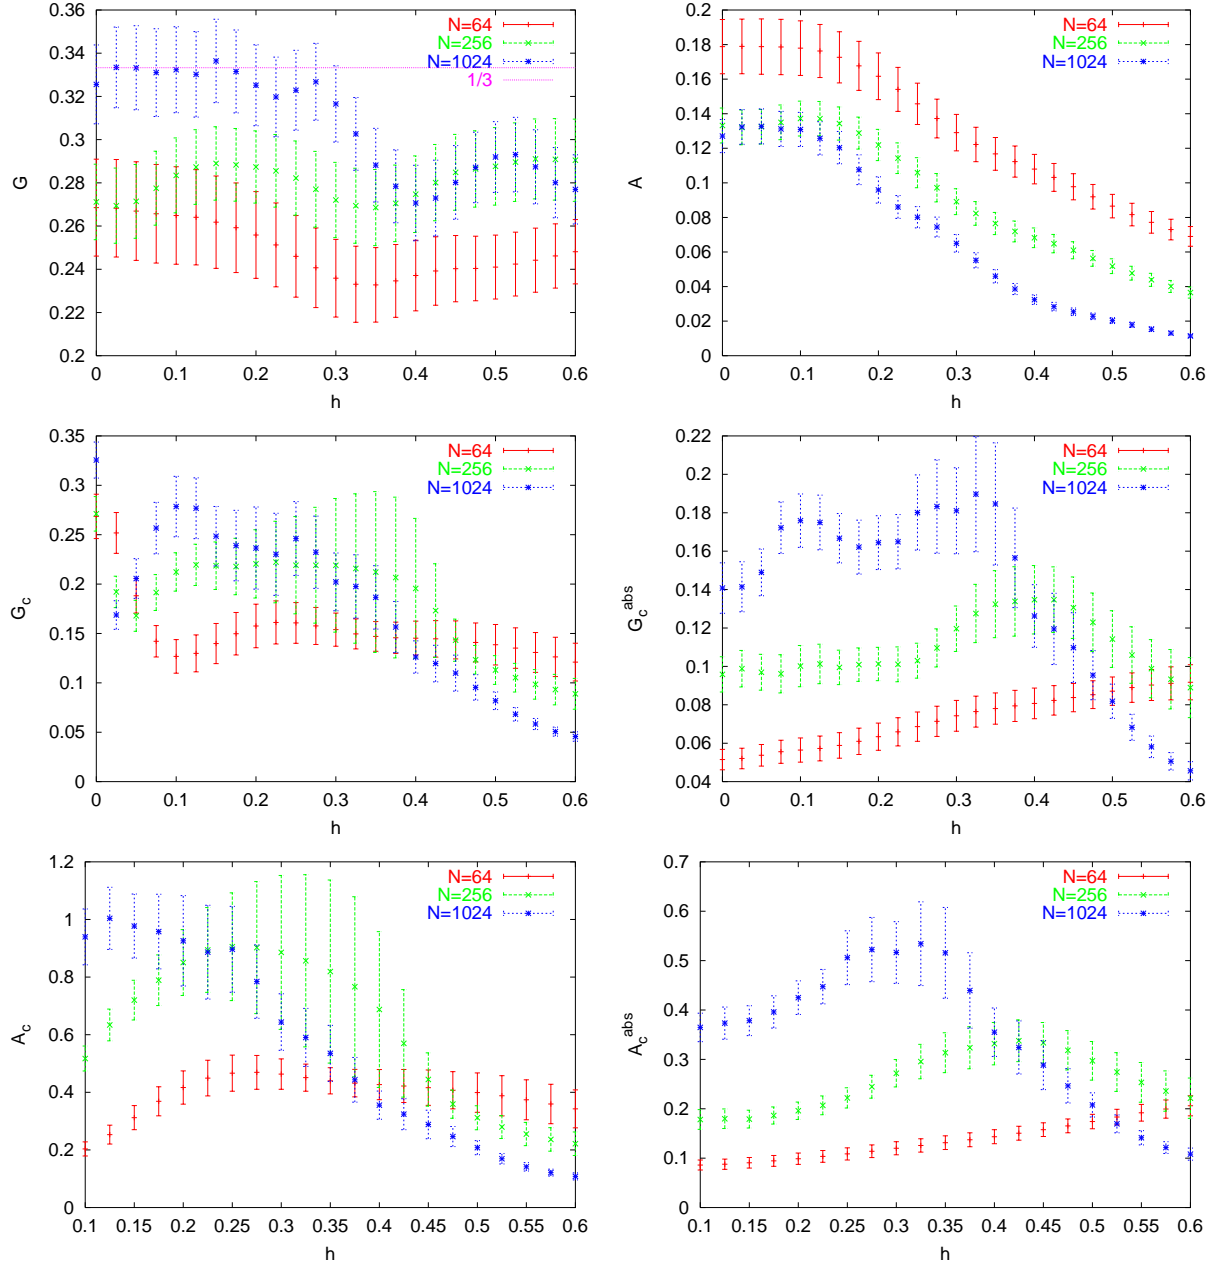 0.36
0.34
0.32
0.3
0.28
0.26
0.24
0.22
0.2
G
N=64
N=256
N=1024
1/3
0 0.1 0.2 0.3 0.4 0.5 0.6
h
0.2
0.18
0.16
0.14
0.12
0.1
0.08
0.06
0.04
0.02
0
A
N=64
N=256
N=1024
0 0.1 0.2 0.3 0.4 0.5 0.6
h
0.35
0.3
0.25
0.2
0.15
0.1
0.05
0
G_c
N=64
N=256
N=1024
0 0.1 0.2 0.3 0.4 0.5 0.6
h
0.22
0.2
0.18
0.16
0.14
0.12
0.1
0.08
0.06
0.04
G_c^abs
N=64
N=256
N=1024
0 0.1 0.2 0.3 0.4 0.5 0.6
h
1.2
1
0.8
0.6
0.4
0.2
0
A_c
N=64
N=256
N=1024
0.1 0.15 0.2 0.25 0.3 0.35 0.4 0.45 0.5 0.55 0.6
h
0.7
0.6
0.5
0.4
0.3
0.2
0.1
0
A_c^abs
N=64
N=256
N=1024
0.1 0.15 0.2 0.25 0.3 0.35 0.4 0.45 0.5 0.55 0.6
h